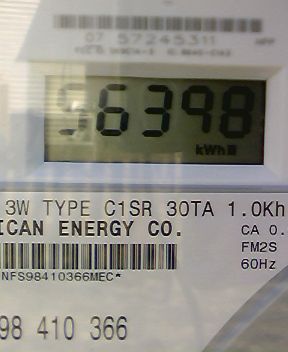 07 57245311
56398
kWh
3W TYPE C1SR 30TA 1.0Kh
ICAN ENERGY CO.
CA 0.
FM2S
60Hz
NFS98410366MEC*
98 410 366